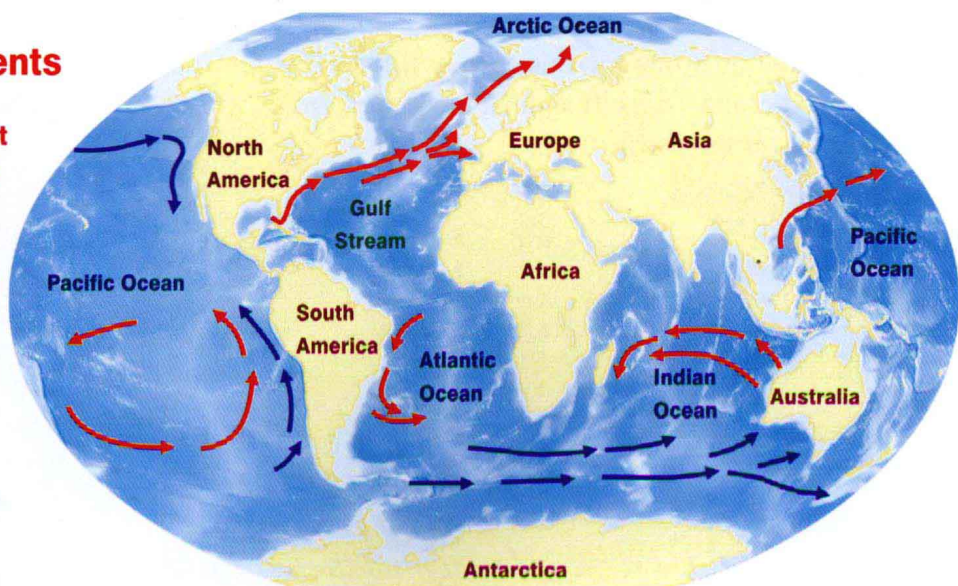 Arctic Ocean
ents
t
North
America
Europe
Asia
Gulf
Stream
Pacific
Ocean
Pacific Ocean
Africa
South
America
Atlantic
Ocean
Indian
Ocean
Australia
Antarctica